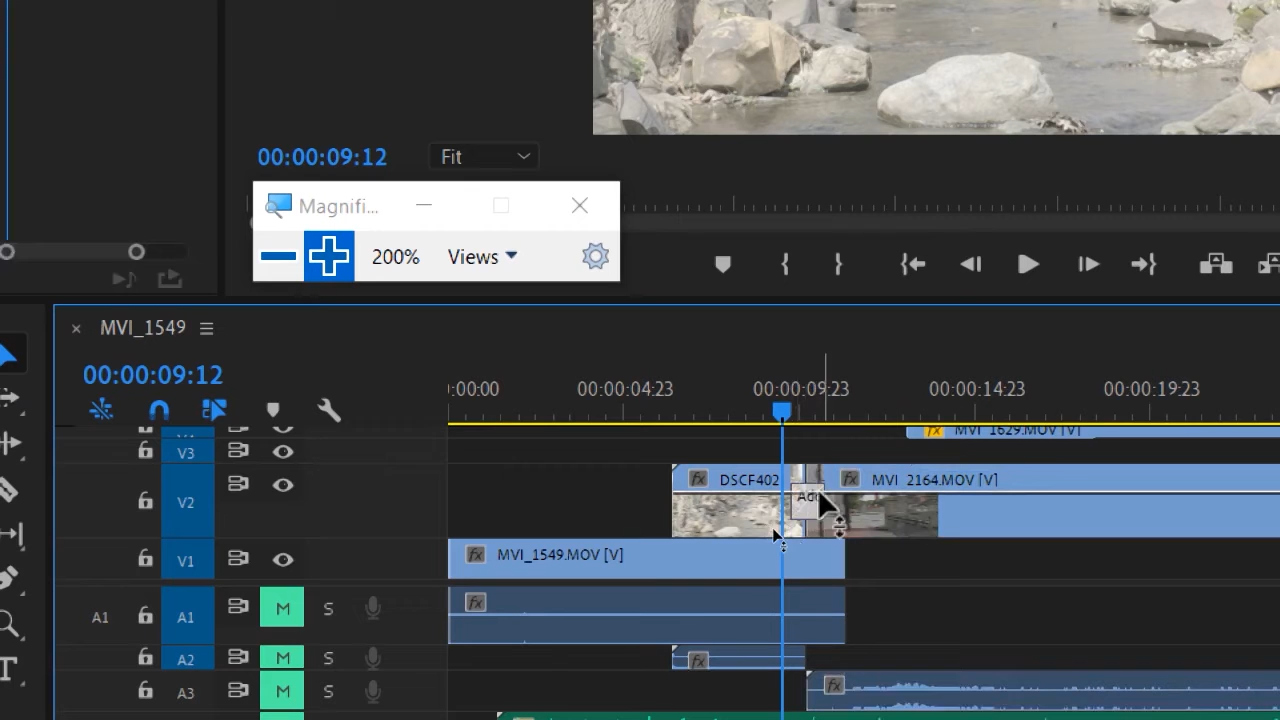 00:00:09:12
Fit
Magnifi...
200%
Views
MVI_1549
00:00:09:12
:00:00
00:00:04:23
00:00:09:23
00:00:14:23
00:00:19:23
MVI_1629.MOV [V]
V3
fx
DSCF402
fx
MVI_2164.MOV [V]
V2
V1
fx
MVI_1549.MOV [V]
A1
A1
M
S
fx
A2
M
S
fx
A3
M
S
fx